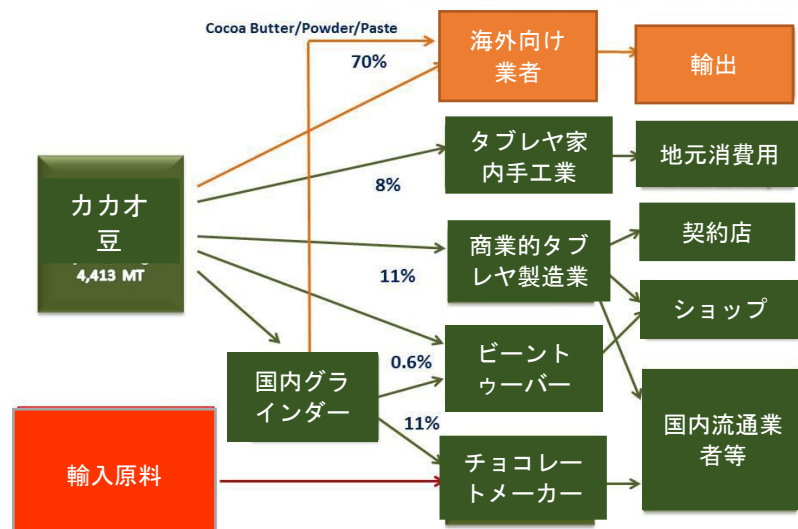 Cocoa Butter/Powder/Paste
70%
海外向け
業者
輸出
タブレヤ家
内手工業
地元消費用
8%
カカオ
豆
4,413 MT
商業的タブ
レヤ製造業
契約店
11%
ショップ
ビーント
ゥーバー
0.6%
国内グラ
インダー
11%
国内流通業
者等
チョコレー
トメーカー
輸入原料